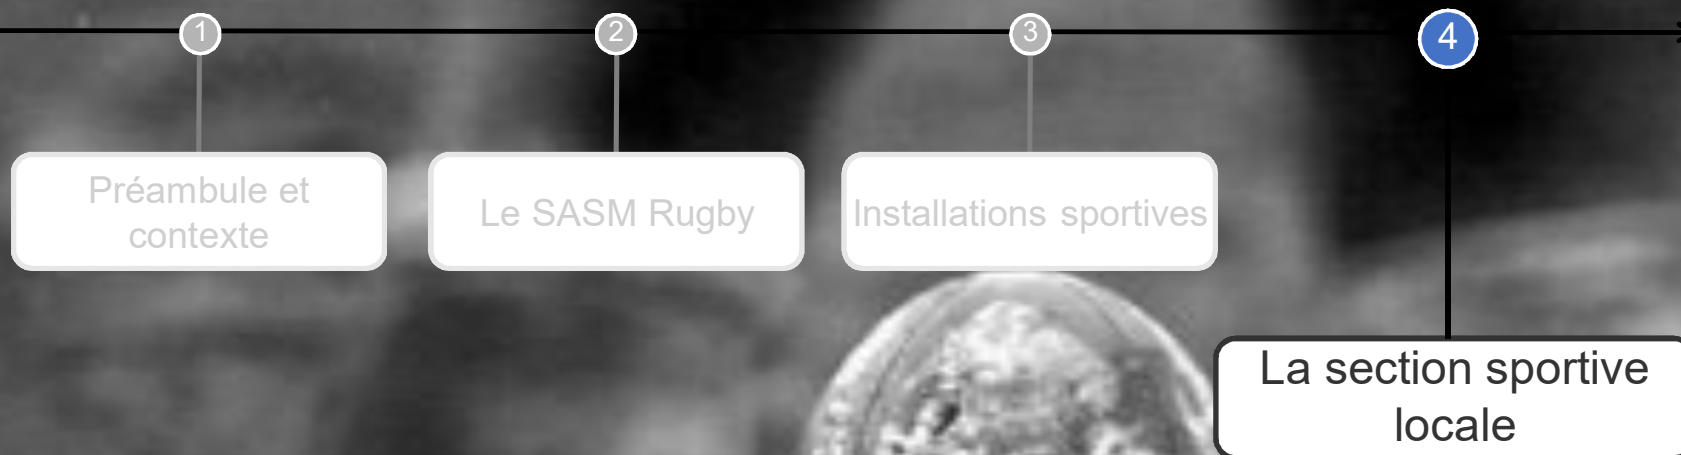 1
2
3
4
Préambule et
contexte
Le SASM Rugby
Installations sportives
La section sportive
locale